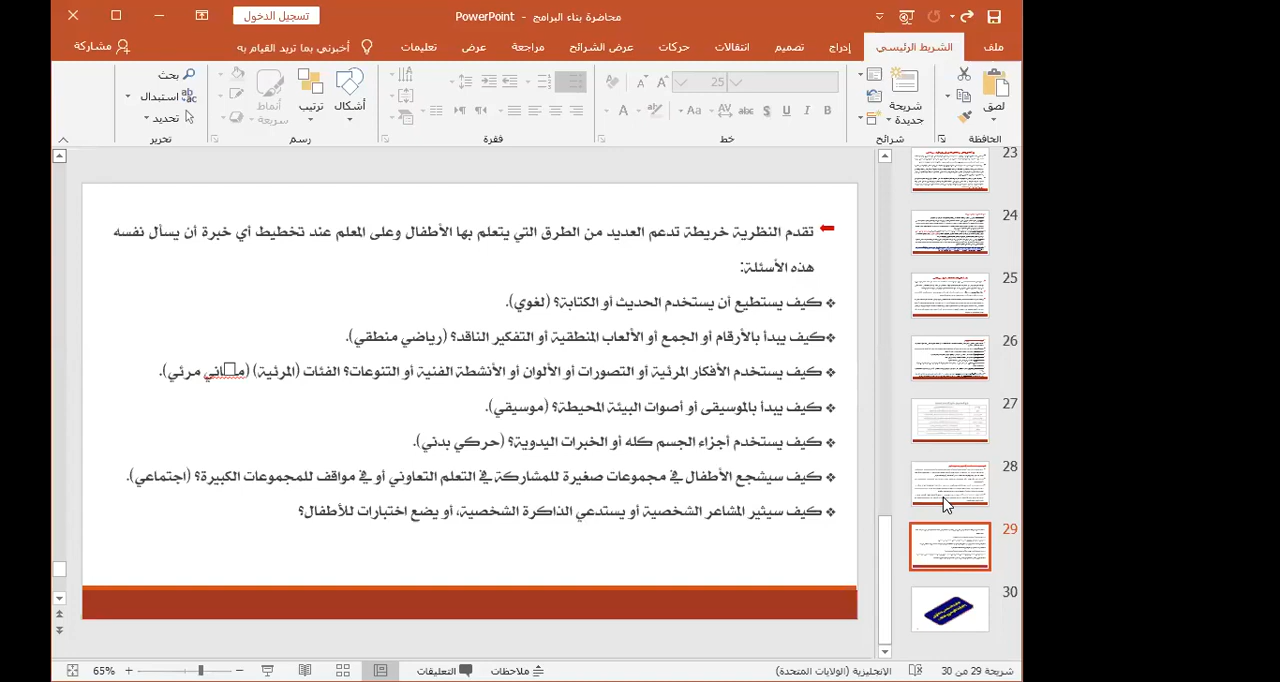 محاضرة بناء البرامج - PowerPoint
تسجيل الدخول
ملف
الشريط الرئيسي
إدراج
تصميم
انتقالات
حركات
عرض الشرائح
مراجعة
عرض
تعليمات
أخبرني بما تريد القيام به
مشاركة
لصق
الحافظة
شريحة
جديدة
شرائح
25
خط
فقرة
أشكال
ترتيب
أنماط
سريعة
رسم
بحث
استبدال
تحديد
تحرير
تقدم النظرية خريطة تدعم العديد من الطرق التي يتعلم بها الأطفال وعلى المعلم عند تخطيط أي خبرة أن يسأل نفسه
هذه الأسئلة:
كيف يستطيع أن يستخدم الحديث أو الكتابة؟ (لغوي).
كيف يبدأ بالأرقام أو الجمع أو الألعاب المنطقية أو التفكير الناقد؟ (رياضي منطقي).
كيف يستخدم الأفكار المرئية أو التصورات أو الألوان أو الأنشطة الفنية أو التنوعات؟ الفئات (المرئية) (م□اني مرئي).
كيف يبدأ بالموسيقى أو أصوات البيئة المحيطة؟ (موسيقي).
كيف يستخدم أجزاء الجسم كله أو الخبرات اليدوية؟ (حركي بدني).
كيف سيشجع الأطفال في مجموعات صغيرة للمشاركة في التعلم التعاوني أو في مواقف للمجموعات الكبيرة؟ (اجتماعي).
كيف سيثير المشاعر الشخصية أو يستدعي الذاكرة الشخصية، أو يضع اختبارات للأطفال؟
23
24
25
26
27
28
29
30
شريحة 29 من 30
الإنجليزية (الولايات المتحدة)
ملاحظات
التعليقات
65%